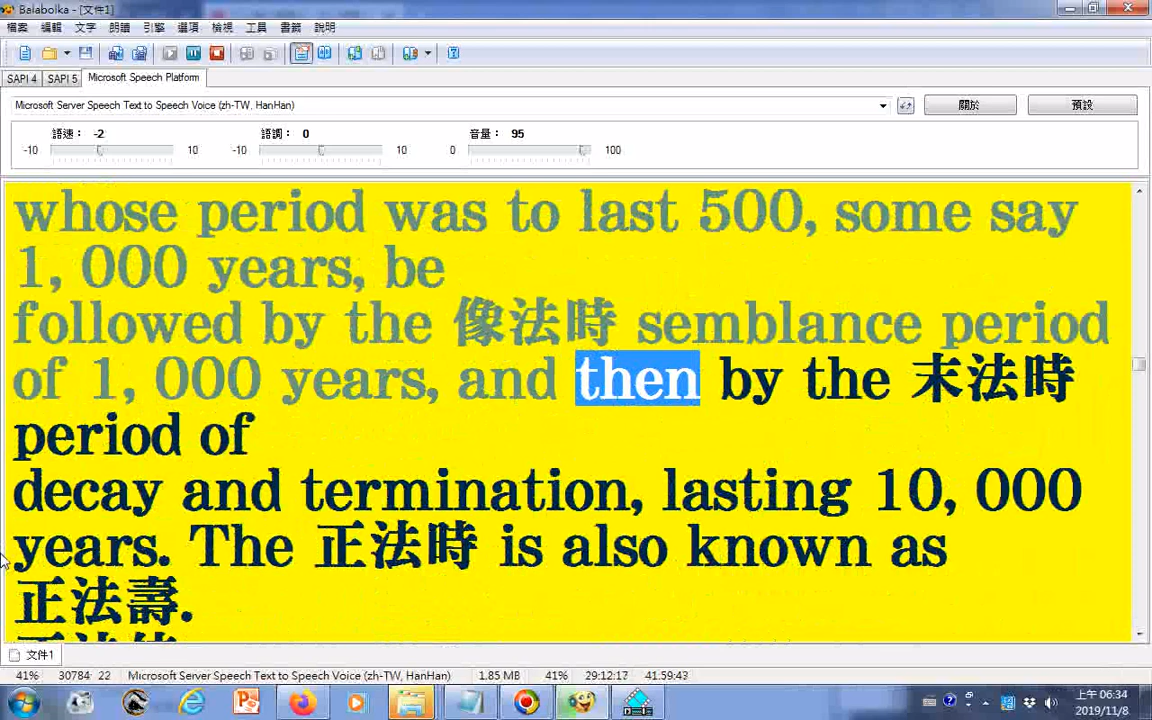 Balabolka - [文件1]
檔案 編輯 文字 朗讀 引擎 選項 檢視 工具 書籤 說明
SAPI 4 SAPI 5 Microsoft Speech Platform
Microsoft Server Speech Text to Speech Voice (zh-TW, HanHan) 關於 預設
語速： -2 語調： 0 音量： 95
-10 10 -10 10 0 100
whose period was to last 500, some say
1, 000 years, be
followed by the 像法時 semblance period
of 1, 000 years, and then by the 末法時
period of
decay and termination, lasting 10, 000
years. The 正法時 is also known as
正法壽.
文件1
41% 30784 22 Microsoft Server Speech Text to Speech Voice (zh-TW, HanHan) 1.85 MB 41% 29:12:17 41:59:43
上午 06:34
2019/11/8